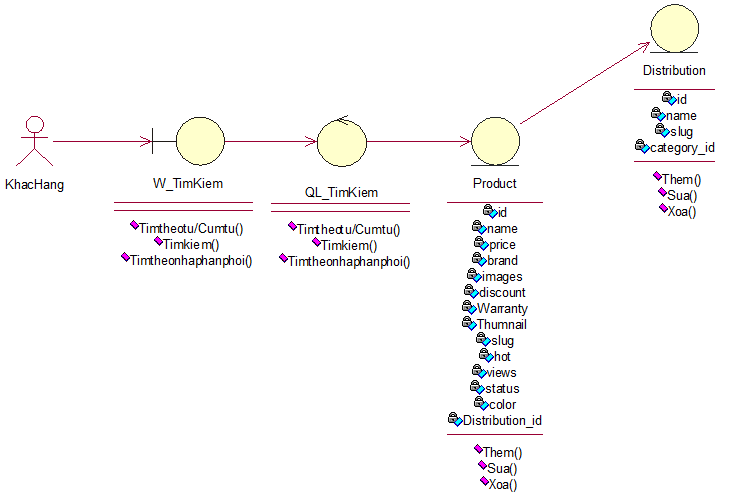 KhacHang
W_TimKiem
Timtheotu/Cumtu()
Timkiem()
Timtheonhaphanphoi()
QL_TimKiem
Timtheotu/Cumtu()
Timkiem()
Timtheonhaphanphoi()
Product
id
name
price
brand
images
discount
Warranty
Thumnail
slug
hot
views
status
color
Distribution_id
Them()
Sua()
Xoa()
Distribution
id
name
slug
category_id
Them()
Sua()
Xoa()